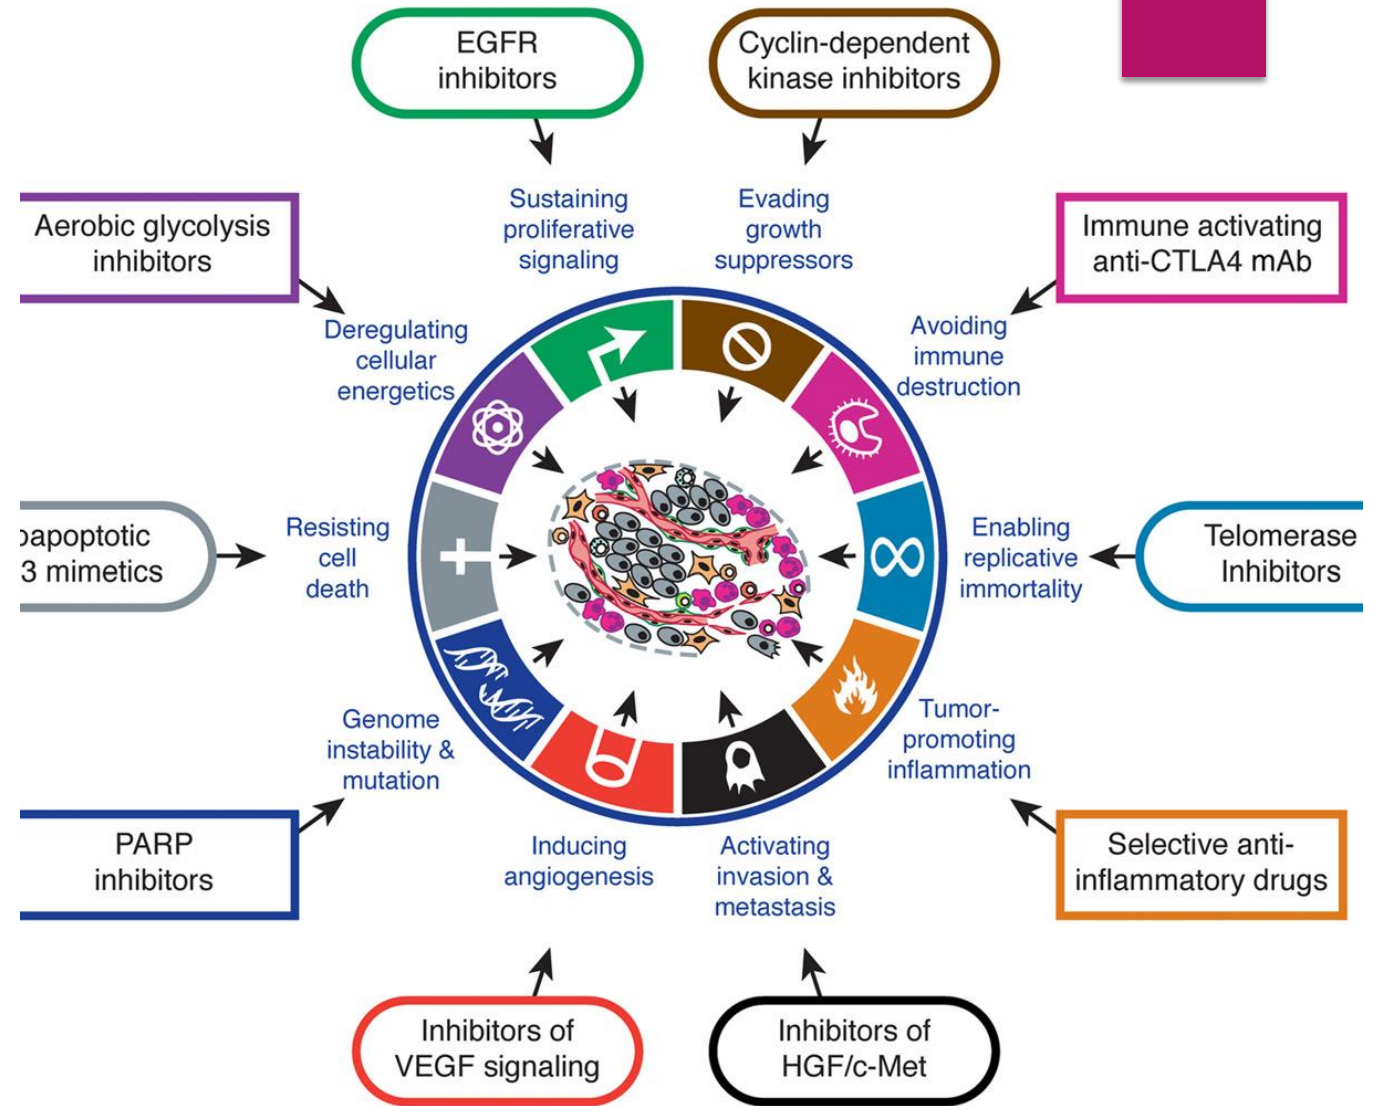 EGFR
inhibitors
Cyclin-dependent
kinase inhibitors
Aerobic glycolysis
inhibitors
Sustaining
proliferative
signaling
Evading
growth
suppressors
Immune activating
anti-CTLA4 mAb
Deregulating
cellular
energetics
Avoiding
immune
destruction
oapoptotic
3 mimetics
Resisting
cell
death
Enabling
replicative
immortality
Telomerase
Inhibitors
Genome
instability &
mutation
Tumor-
promoting
inflammation
PARP
inhibitors
Inducing
angiogenesis
Activating
invasion &
metastasis
Selective anti-
inflammatory drugs
Inhibitors of
VEGF signaling
Inhibitors of
HGF/c-Met